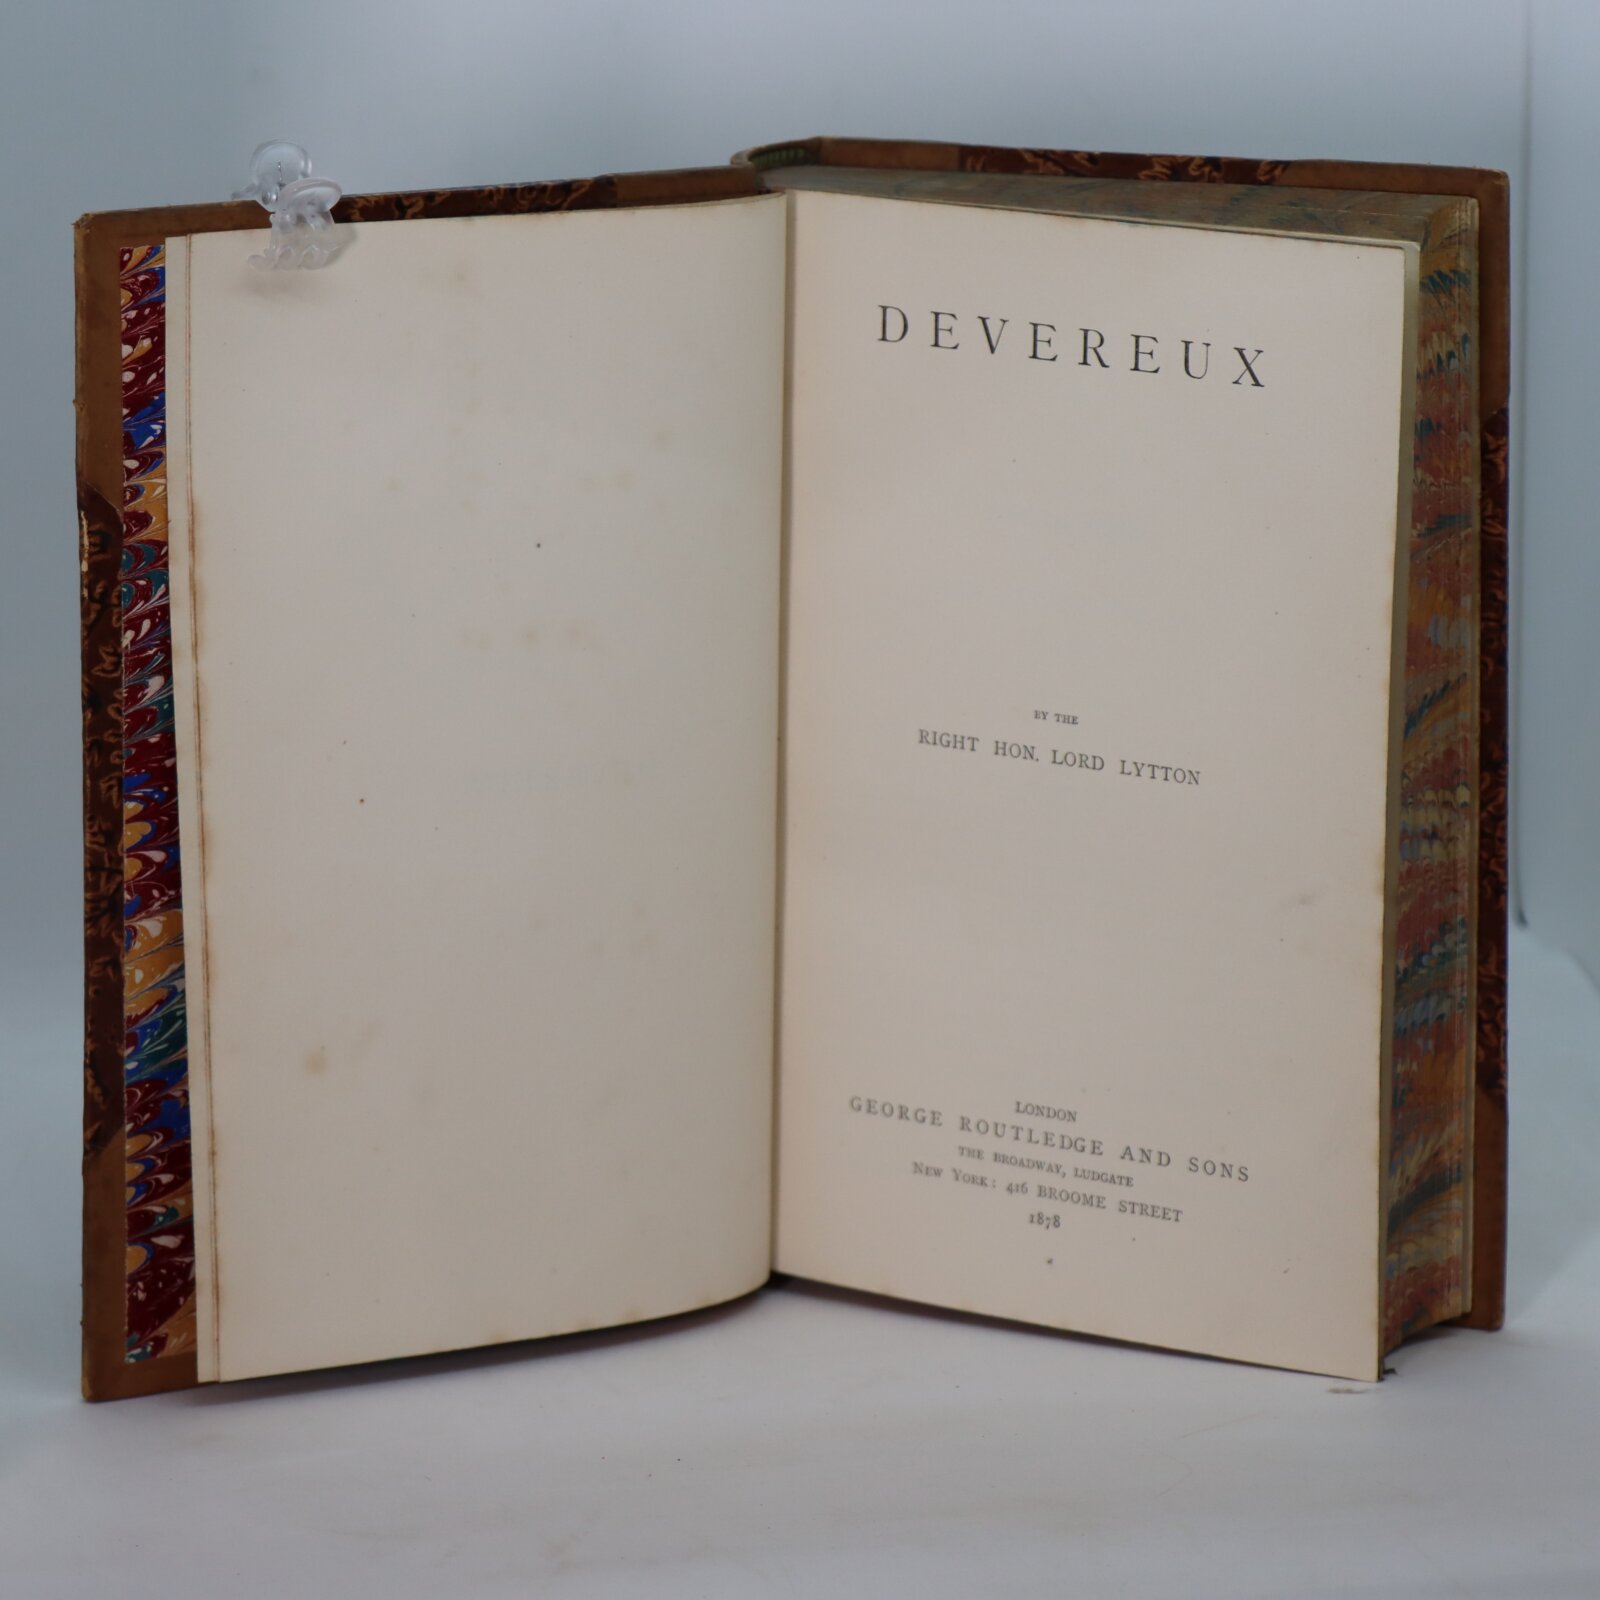 DEVEREUX
BY THE
RIGHT HON. LORD LYTTON
LONDON
GEORGE ROUTLEDGE AND SONS
THE BROADWAY, LUDGATE
NEW YORK: 416 BROOME STREET
1878